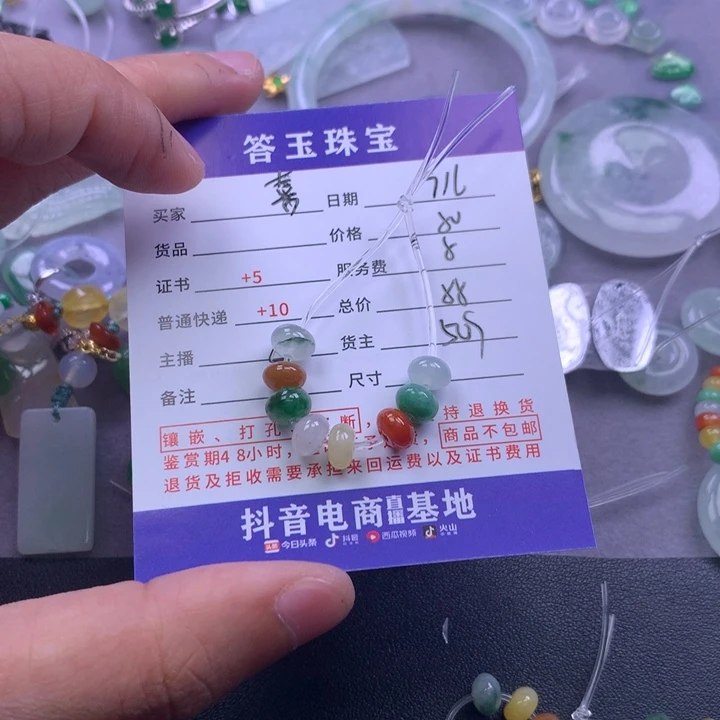 答玉珠宝
买家
日期 7/6
货品
价格 80
证书 +5
服务费 8
普通快递 +10
总价 88
主播
货主
备注
尺寸
镶嵌、打孔 断， 持退换货
鉴赏期48小时， 商品不包邮
退货及拒收需要承担来回运费以及证书费用
抖音电商直播基地
头条 今日头条 抖音 西瓜视频 火山